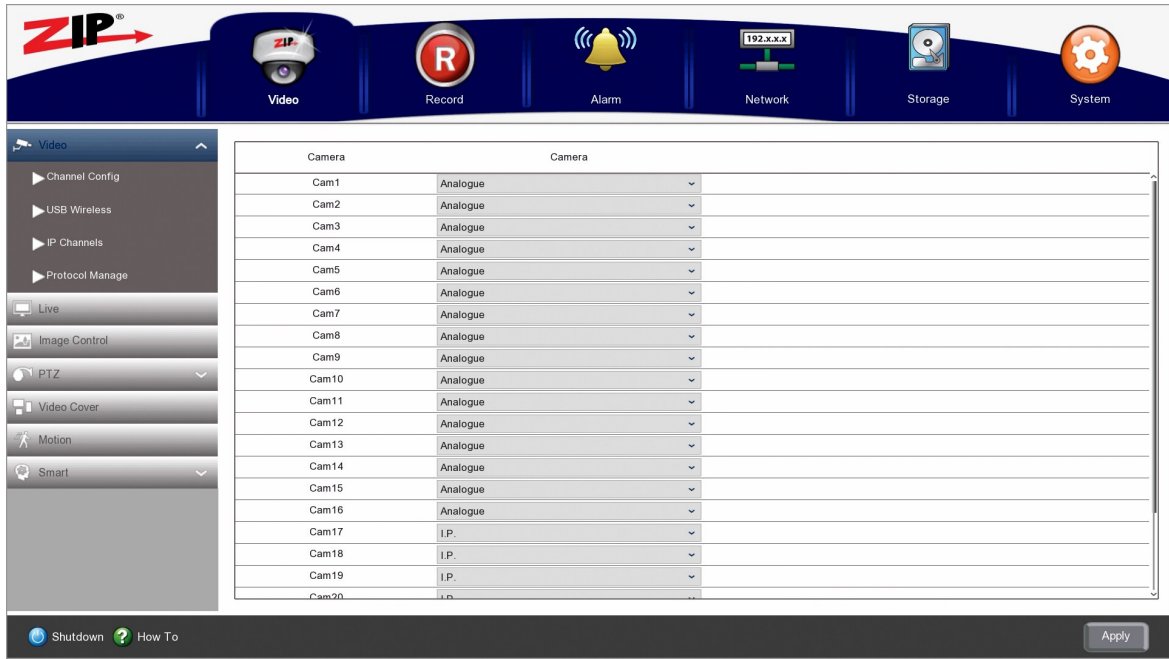 ZIP®
ZIP
R
192.x.x.x
Video Record Alarm Network Storage System
Video
Channel Config
USB Wireless
IP Channels
Protocol Manage
Live
Image Control
PTZ
Video Cover
Motion
Smart
Camera Camera
Cam1 Analogue
Cam2 Analogue
Cam3 Analogue
Cam4 Analogue
Cam5 Analogue
Cam6 Analogue
Cam7 Analogue
Cam8 Analogue
Cam9 Analogue
Cam10 Analogue
Cam11 Analogue
Cam12 Analogue
Cam13 Analogue
Cam14 Analogue
Cam15 Analogue
Cam16 Analogue
Cam17 I.P.
Cam18 I.P.
Cam19 I.P.
Cam20 I.P.
Shutdown ? How To
Apply